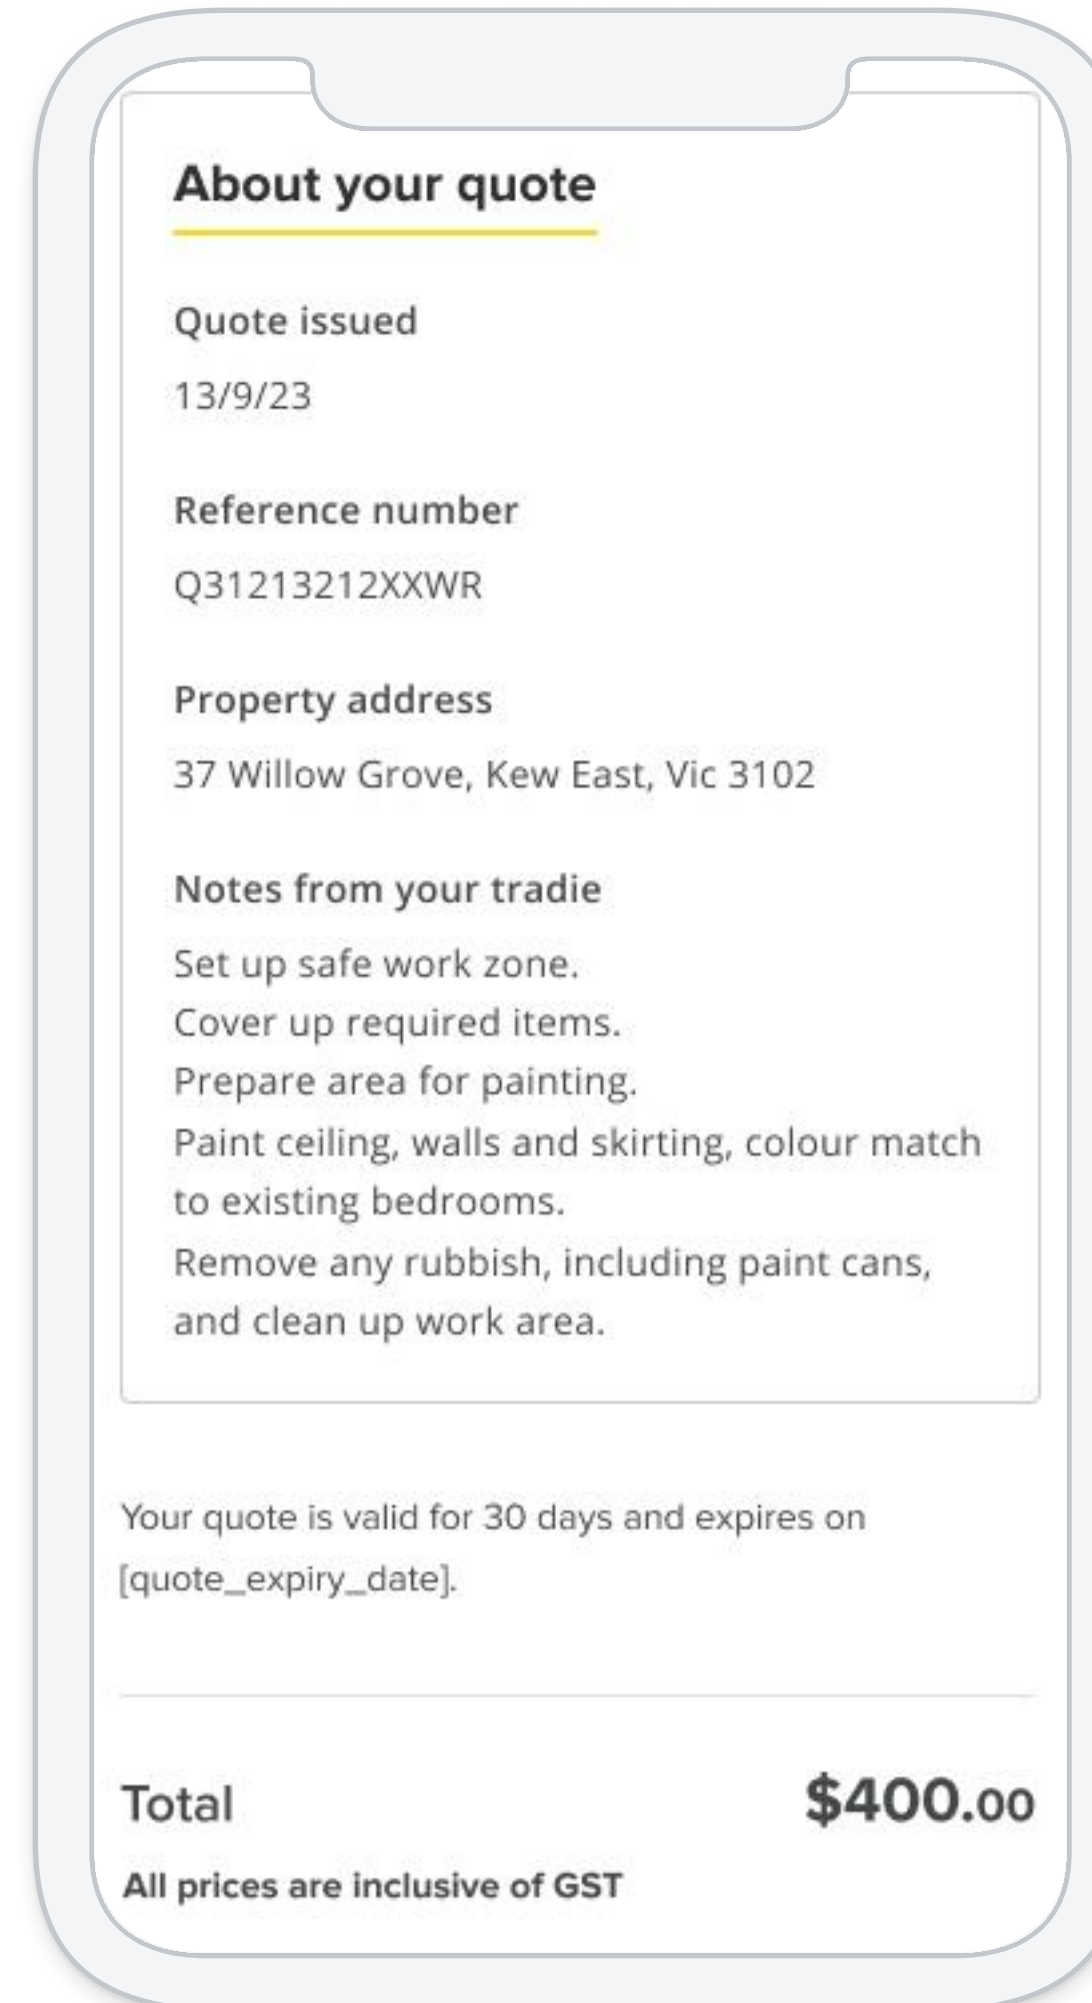 About your quote
Quote issued
13/9/23
Reference number
Q31213212XXWR
Property address
37 Willow Grove, Kew East, Vic 3102
Notes from your tradie
Set up safe work zone.
Cover up required items.
Prepare area for painting.
Paint ceiling, walls and skirting, colour match
to existing bedrooms.
Remove any rubbish, including paint cans,
and clean up work area.
Your quote is valid for 30 days and expires on
[quote_expiry_date].
Total $400.00
All prices are inclusive of GST